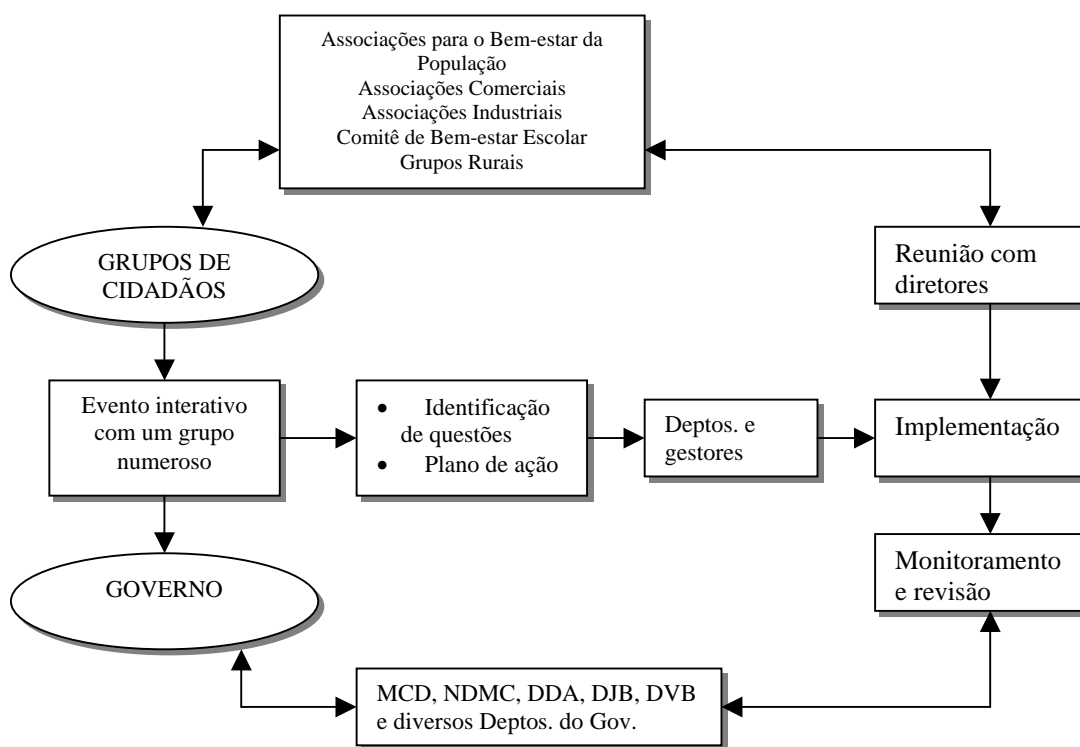 Associações para o Bem-estar da
População
Associações Comerciais
Associações Industriais
Comitê de Bem-estar Escolar
Grupos Rurais
GRUPOS DE
CIDADÃOS
Reunião com
diretores
Evento interativo
com um grupo
numeroso
• Identificação
de questões
• Plano de ação
Deptos. e
gestores
Implementação
GOVERNO
Monitoramento
e revisão
MCD, NDMC, DDA, DJB, DVB
e diversos Deptos. do Gov.